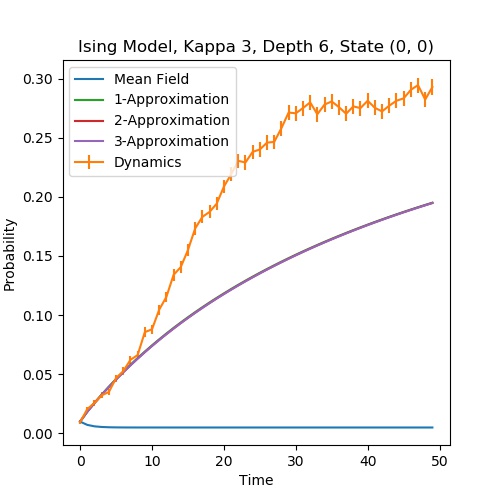 Ising Model, Kappa 3, Depth 6, State (0, 0)
Mean Field
1-Approximation
2-Approximation
3-Approximation
Dynamics
Probability
0.30
0.25
0.20
0.15
0.10
0.05
0.00
0 10 20 30 40 50
Time